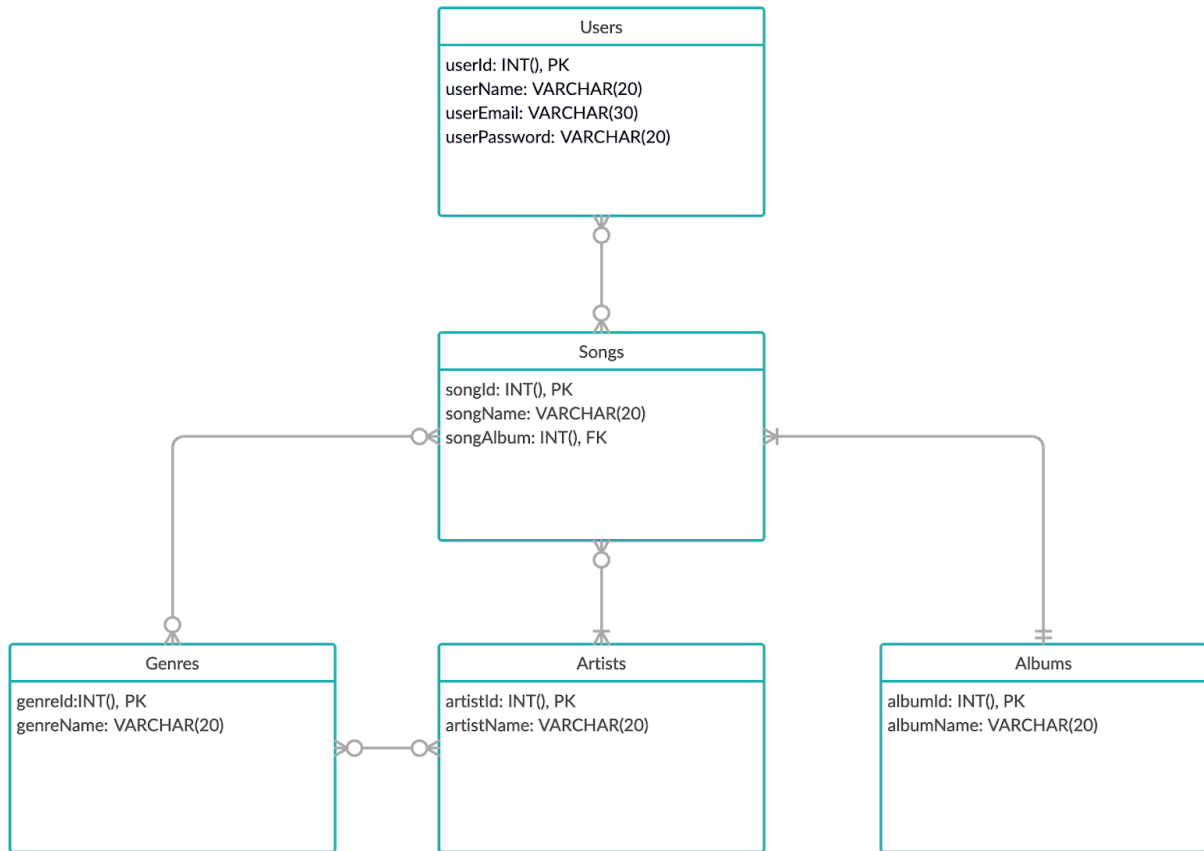 Users
userId: INT(), PK
userName: VARCHAR(20)
userEmail: VARCHAR(30)
userPassword: VARCHAR(20)
Songs
songId: INT(), PK
songName: VARCHAR(20)
songAlbum: INT(), FK
Genres
genreId:INT(), PK
genreName: VARCHAR(20)
Artists
artistId: INT(), PK
artistName: VARCHAR(20)
Albums
albumId: INT(), PK
albumName: VARCHAR(20)